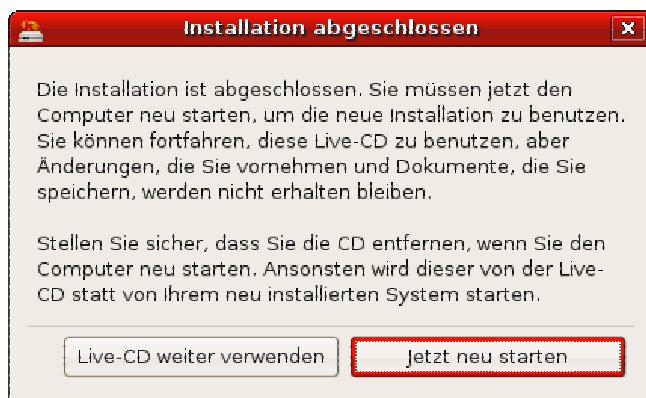 Installation abgeschlossen
Die Installation ist abgeschlossen. Sie müssen jetzt den
Computer neu starten, um die neue Installation zu benutzen.
Sie können fortfahren, diese Live-CD zu benutzen, aber
Änderungen, die Sie vornehmen und Dokumente, die Sie
speichern, werden nicht erhalten bleiben.
Stellen Sie sicher, dass Sie die CD entfernen, wenn Sie den
Computer neu starten. Ansonsten wird dieser von der Live-
CD statt von Ihrem neu installierten System starten.
Live-CD weiter verwenden
Jetzt neu starten